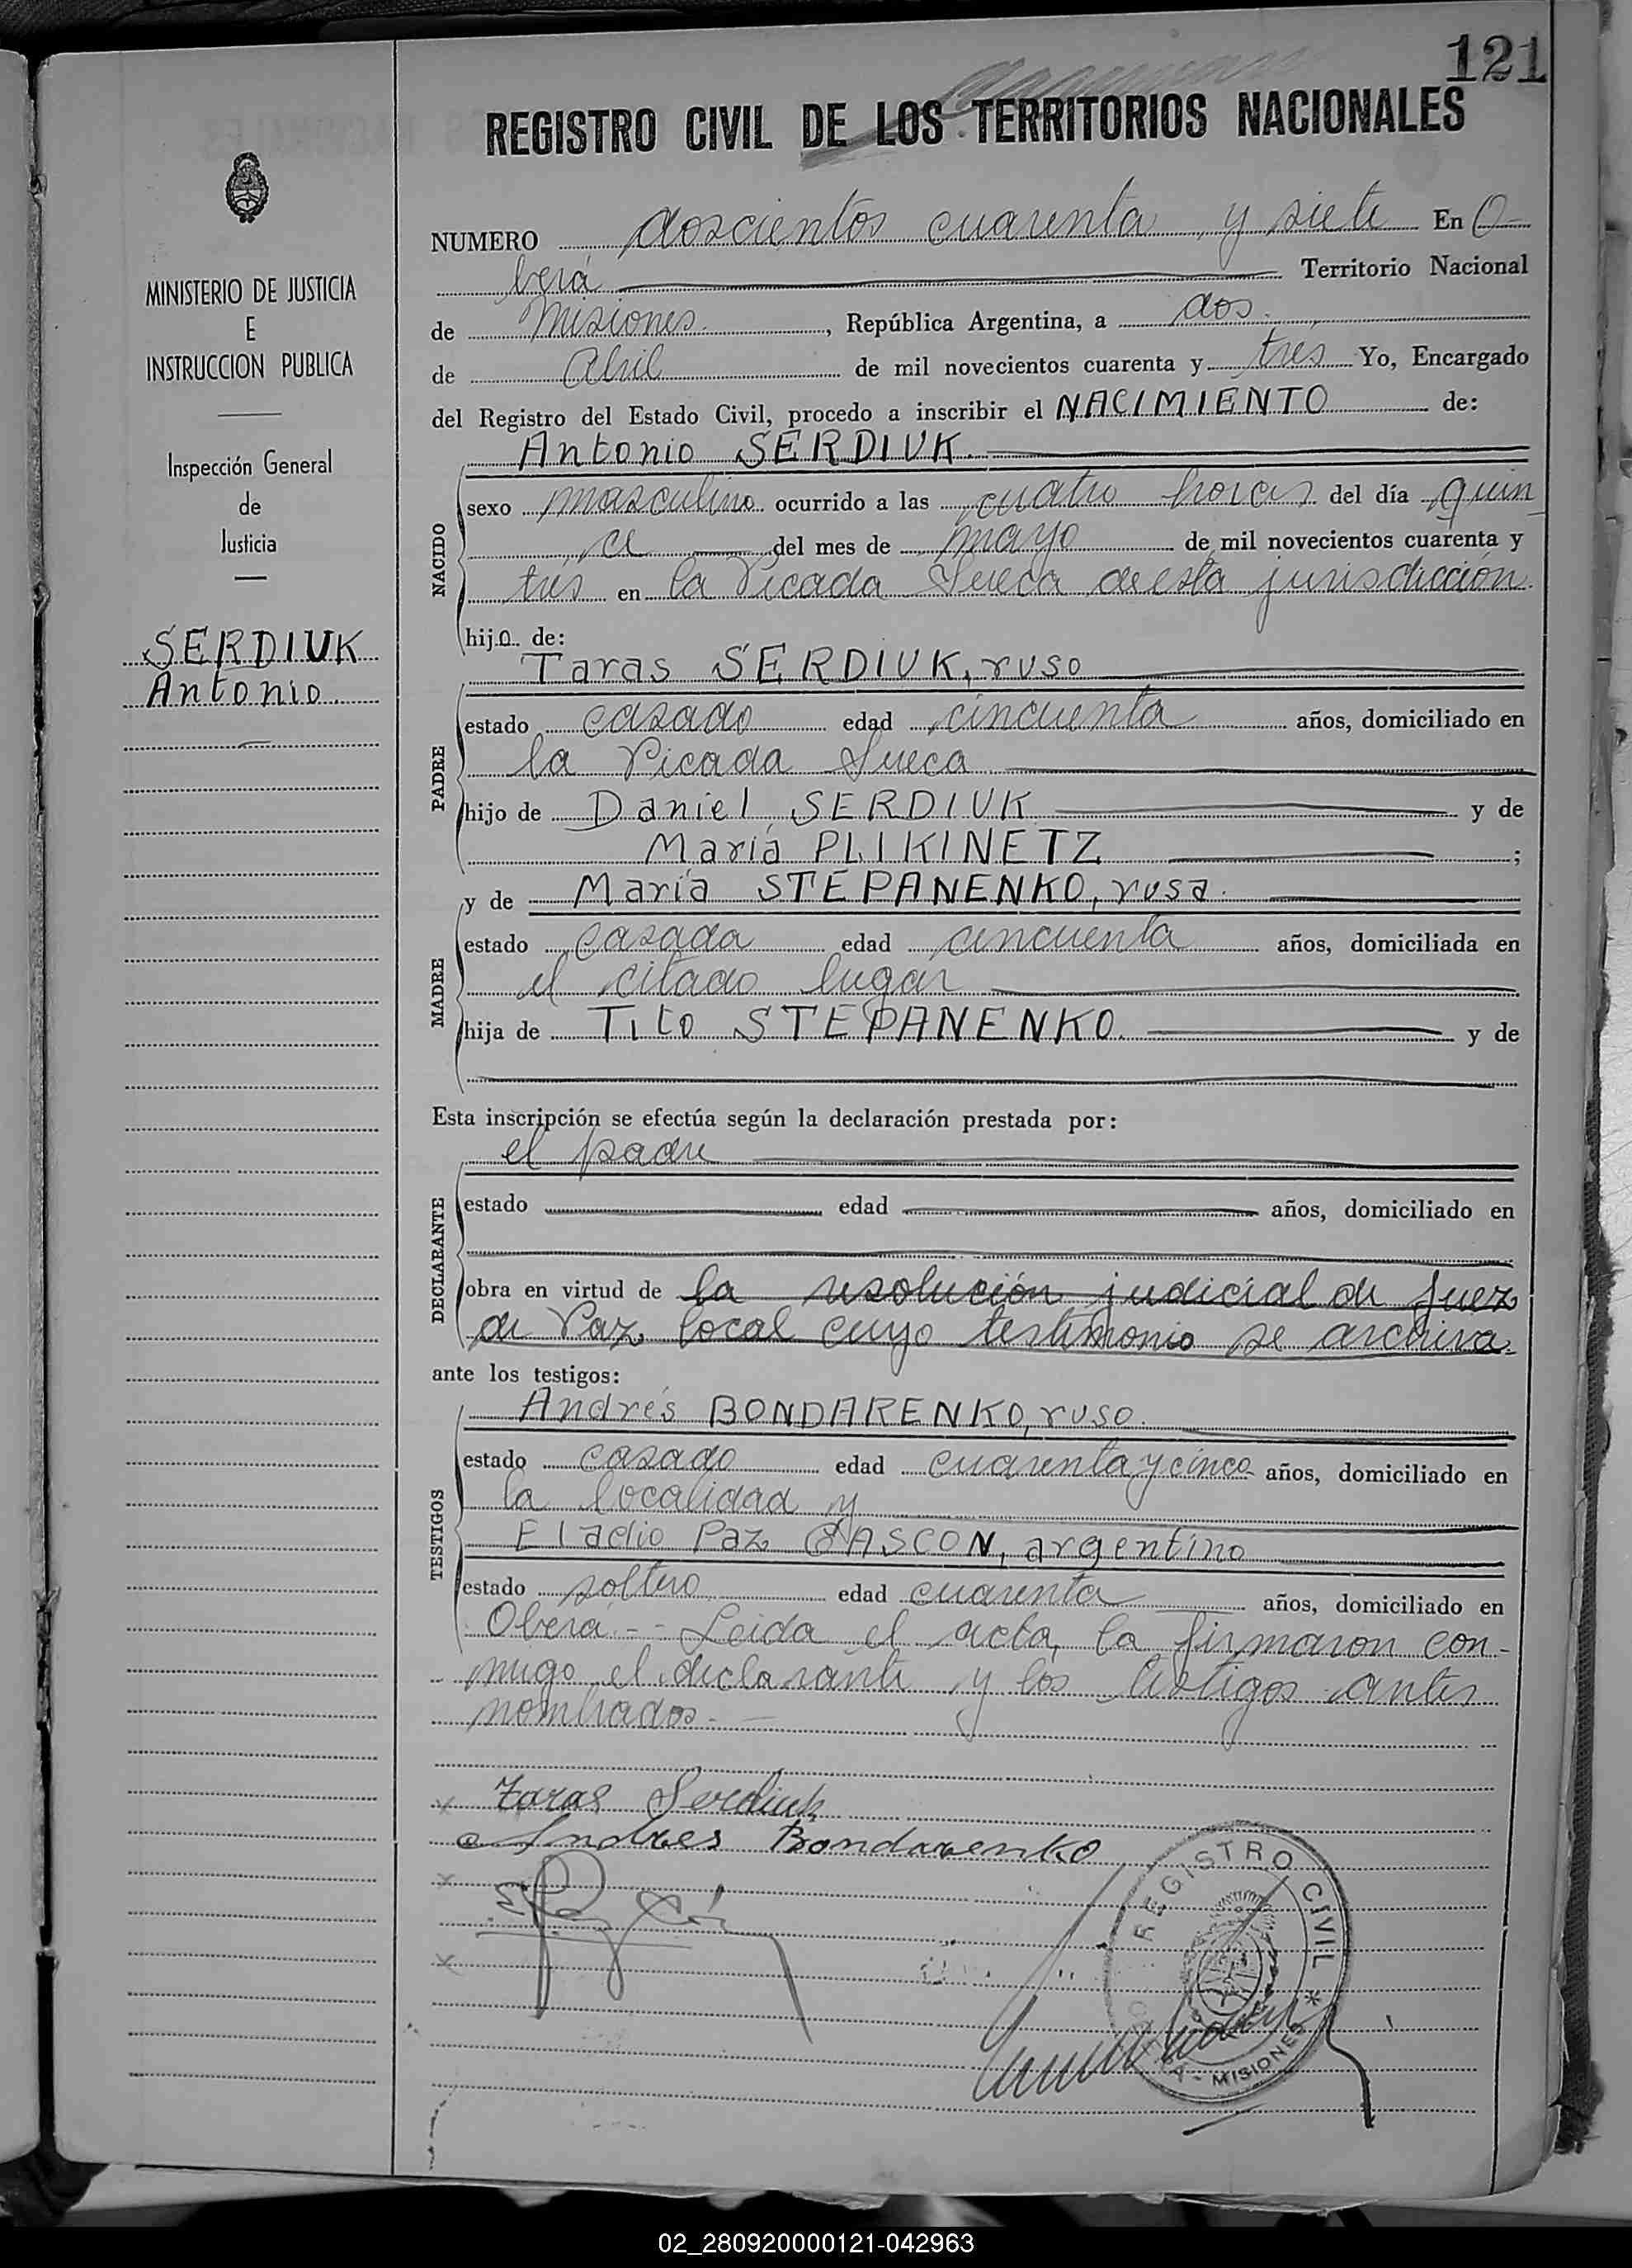 121
REGISTRO CIVIL DE LOS TERRITORIOS NACIONALES
MINISTERIO DE JUSTICIA
E
INSTRUCCION PUBLICA
Inspección General
de
Justicia
SERDIUK
Antonio
NUMERO doscientos cuarenta y siete En O-
berá Territorio Nacional
de Misiones, República Argentina, a dos
de Abril de mil novecientos cuarenta y tres Yo, Encargado
del Registro del Estado Civil, procedo a inscribir el NACIMIENTO de:
Antonio SERDIUK.
NACIDO
sexo masculino ocurrido a las cuatro horas del día quin
ce del mes de mayo de mil novecientos cuarenta y
tres en la Picada Sueca de esta jurisdicción.
hijo de:
Taras SERDIUK, ruso
PADRE
estado casado edad cincuenta años, domiciliado en
la Picada Sueca
hijo de Daniel SERDIUK y de
María PLIKINETZ ;
y de María STEPANENKO, rusa.
MADRE
estado casada edad cincuenta años, domiciliada en
el citado lugar
hija de Tito STEPANENKO. y de
Esta inscripción se efectúa según la declaración prestada por:
el padre
DECLARANTE
estado edad años, domiciliado en
obra en virtud de la resolución judicial de Juez
de Paz local cuyo testimonio se archiva.
ante los testigos:
Andrés BONDARENKO, ruso.
TESTIGOS
estado casado edad cuarenta y cinco años, domiciliado en
la localidad y
Eladio Paz GASCON, argentino
estado soltero edad cuarenta años, domiciliado en
Oberá.-- Leida el acta, la firmaron con-
migo el declarante y los testigos antes
nombrados.-
x Taras Serdiuk
Andres Bondarenko
x
x
REGISTRO CIVIL * MISIONES
02_280920000121-042963